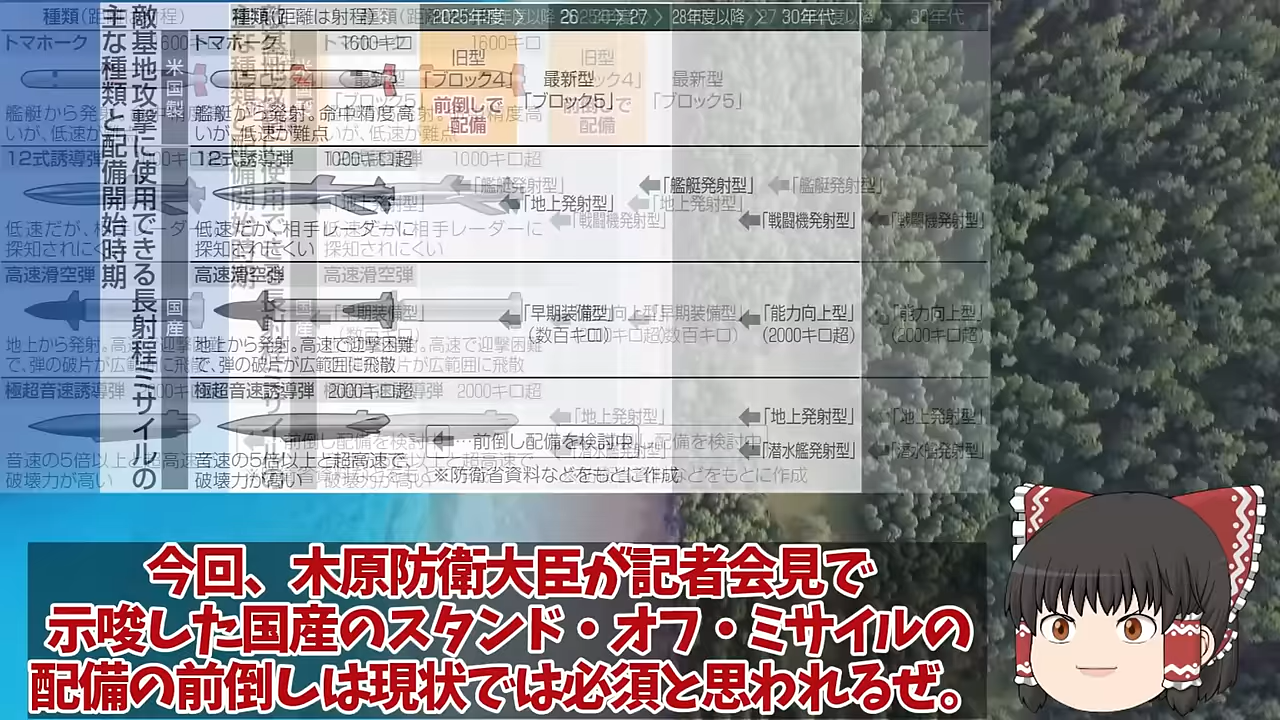 敵基地攻撃に使用できる長射程ミサイルの
主な種類と配備開始時期
種類(距離は射程)
2025年度
26
27
28年度以降
30年代
米国製
トマホーク
1600キロ
艦艇から発射。命中精度高
いが、低速が難点
旧型
「ブロック4」
前倒しで
配備
最新型
「ブロック5」
国産
12式誘導弾
1000キロ超
低速だが、相手レーダーに
探知されにくい
「地上発射型」
「艦艇発射型」
「戦闘機発射型」
高速滑空弾
地上から発射。高速で迎撃困難
で、弾の破片が広範囲に飛散
「早期装備型」
(数百キロ)
「能力向上型」
(2000キロ超)
極超音速誘導弾
2000キロ超
音速の5倍以上と超高速で、
破壊力が高い
「地上発射型」
「潜水艦発射型」
…前倒し配備を検討中
※防衛省資料などをもとに作成
今回、木原防衛大臣が記者会見で
示唆した国産のスタンド・オフ・ミサイルの
配備の前倒しは現状では必須と思われるぜ。